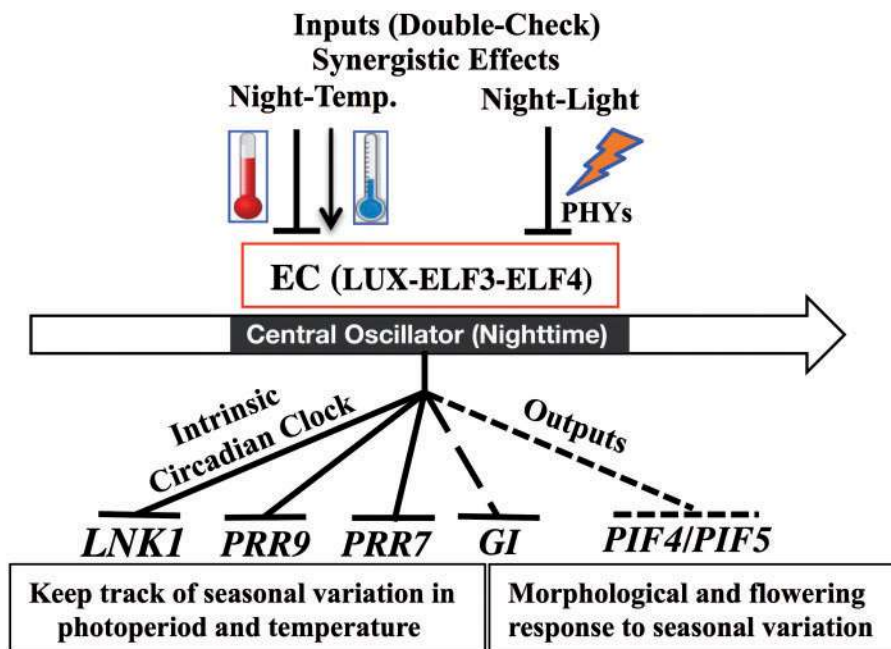 Inputs (Double-Check)
Synergistic Effects
Night-Temp.
Night-Light
PHYs
EC (LUX-ELF3-ELF4)
Central Oscillator (Nighttime)
Intrinsic
Circadian Clock
Outputs
LNK1 PRR9 PRR7 GI PIF4/PIF5
Keep track of seasonal variation in
photoperiod and temperature
Morphological and flowering
response to seasonal variation